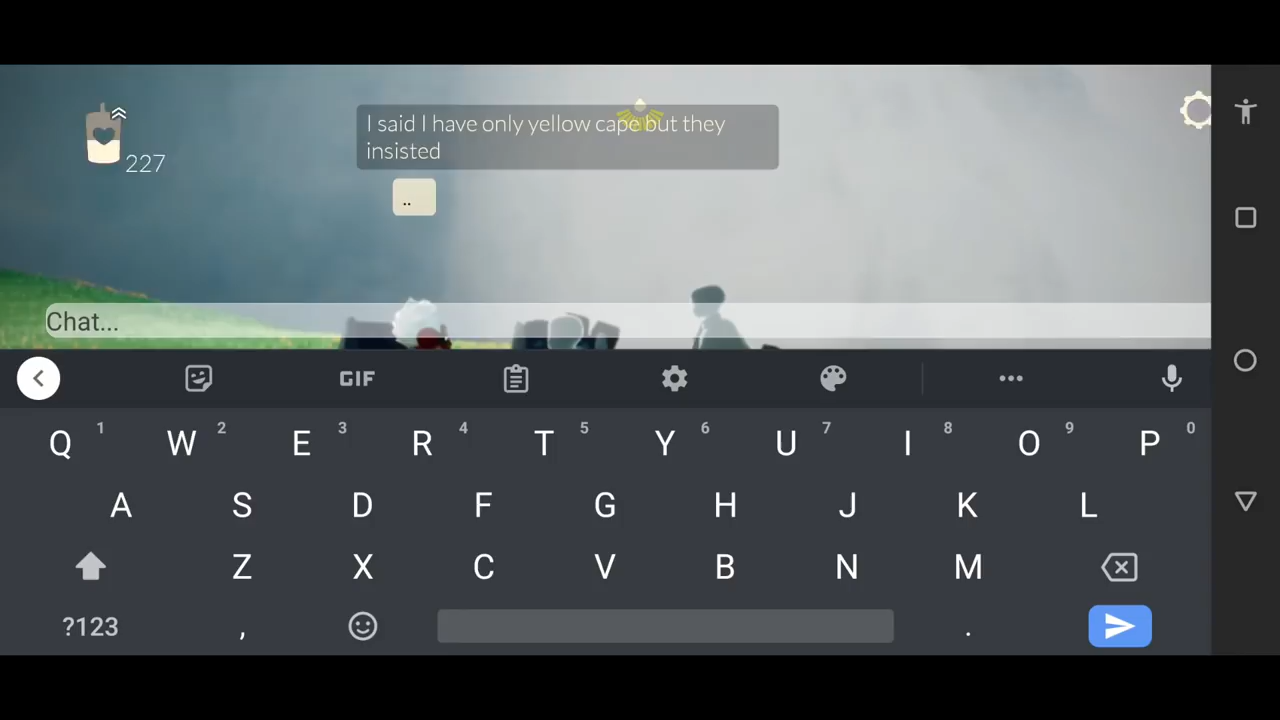 I said I have only yellow cape but they
insisted
227
..
Chat...
GIF
Q 1 W 2 E 3 R 4 T 5 Y 6 U 7 I 8 O 9 P 0
A S D F G H J K L
Z X C V B N M
?123 , .